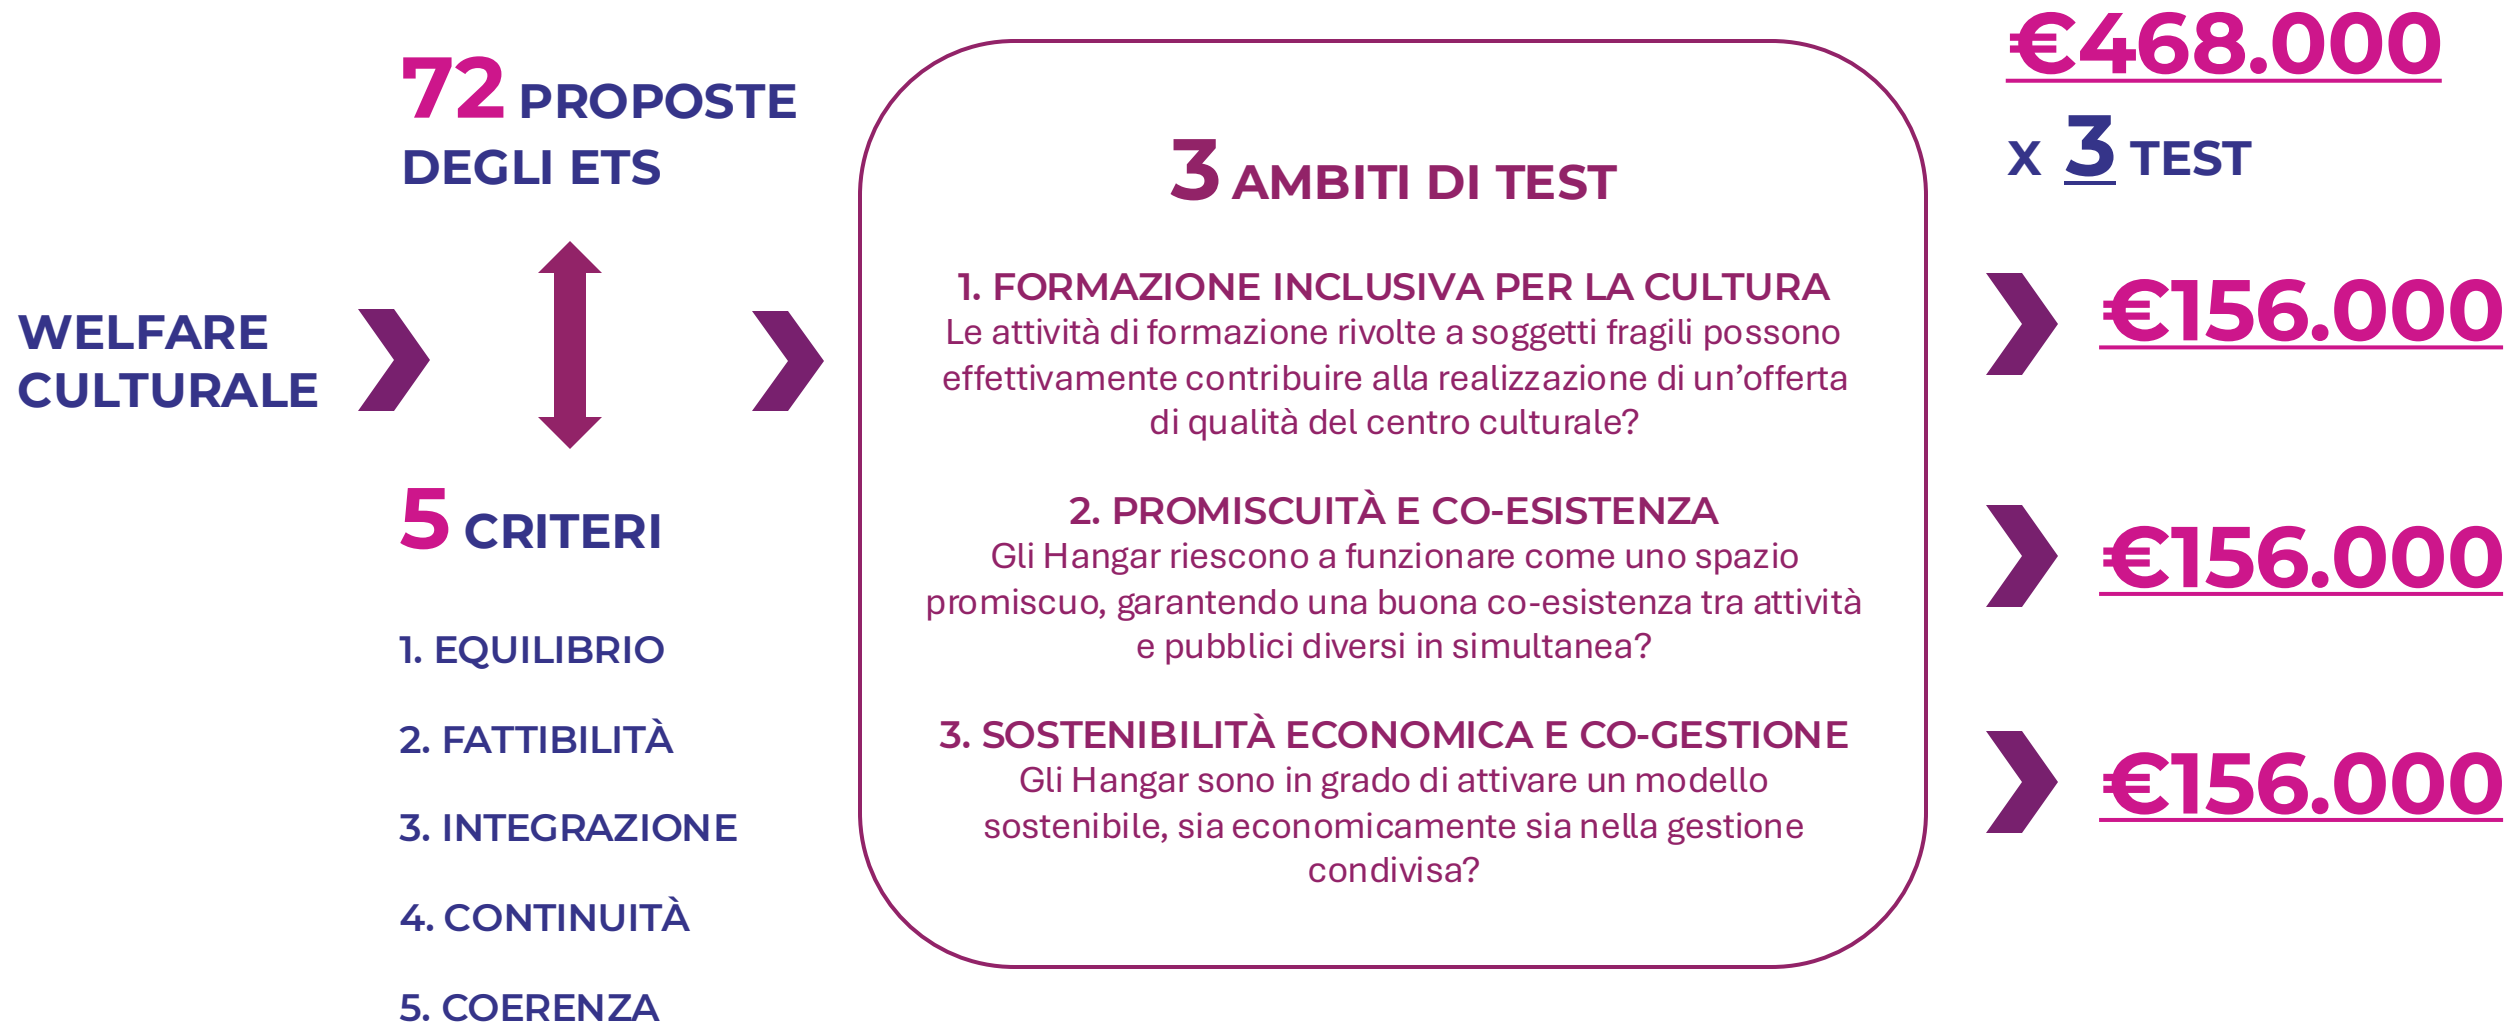 WELFARE
CULTURALE
72 PROPOSTE
DEGLI ETS
5 CRITERI
1. EQUILIBRIO
2. FATTIBILITÀ
3. INTEGRAZIONE
4. CONTINUITÀ
5. COERENZA
3 AMBITI DI TEST
1. FORMAZIONE INCLUSIVA PER LA CULTURA
Le attività di formazione rivolte a soggetti fragili possono
effettivamente contribuire alla realizzazione di un’offerta
di qualità del centro culturale?
2. PROMISCUITÀ E CO-ESISTENZA
Gli Hangar riescono a funzionare come uno spazio
promiscuo, garantendo una buona co-esistenza tra attività
e pubblici diversi in simultanea?
3. SOSTENIBILITÀ ECONOMICA E CO-GESTIONE
Gli Hangar sono in grado di attivare un modello
sostenibile, sia economicamente sia nella gestione
condivisa?
€468.000
X 3 TEST
€156.000
€156.000
€156.000